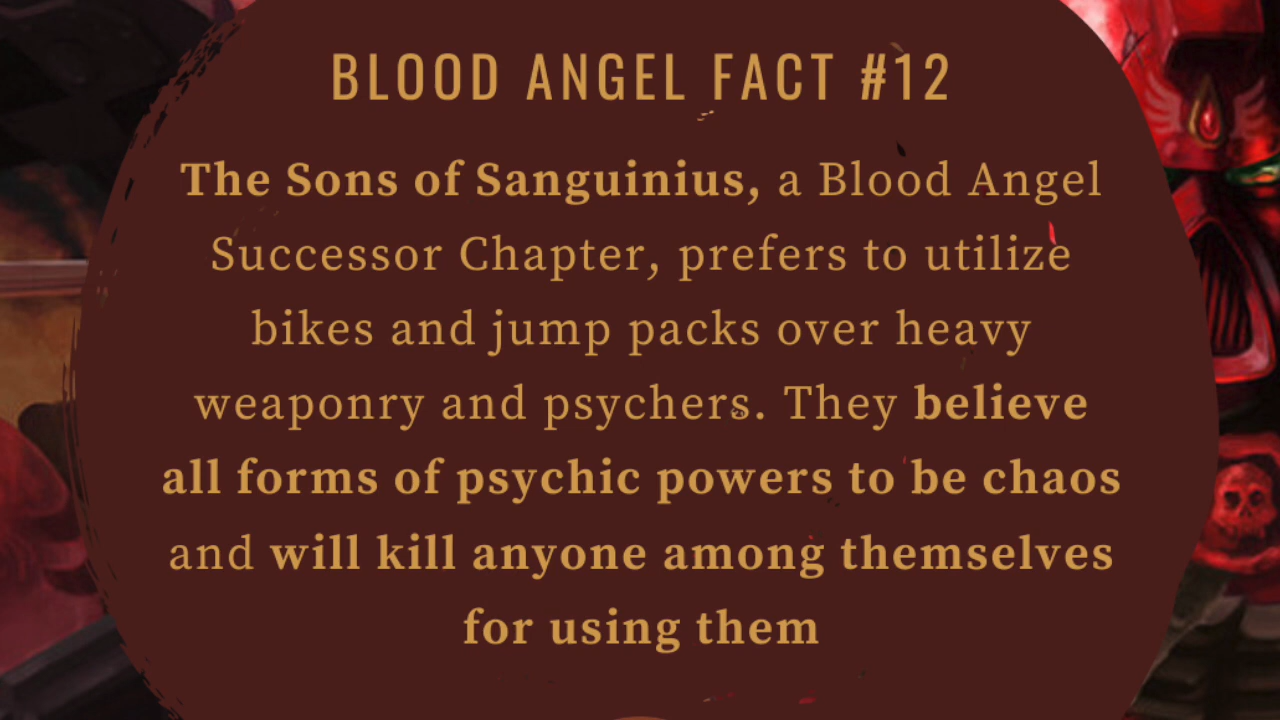 BLOOD ANGEL FACT #12
The Sons of Sanguinius, a Blood Angel
Successor Chapter, prefers to utilize
bikes and jump packs over heavy
weaponry and psychers. They believe
all forms of psychic powers to be chaos
and will kill anyone among themselves
for using them